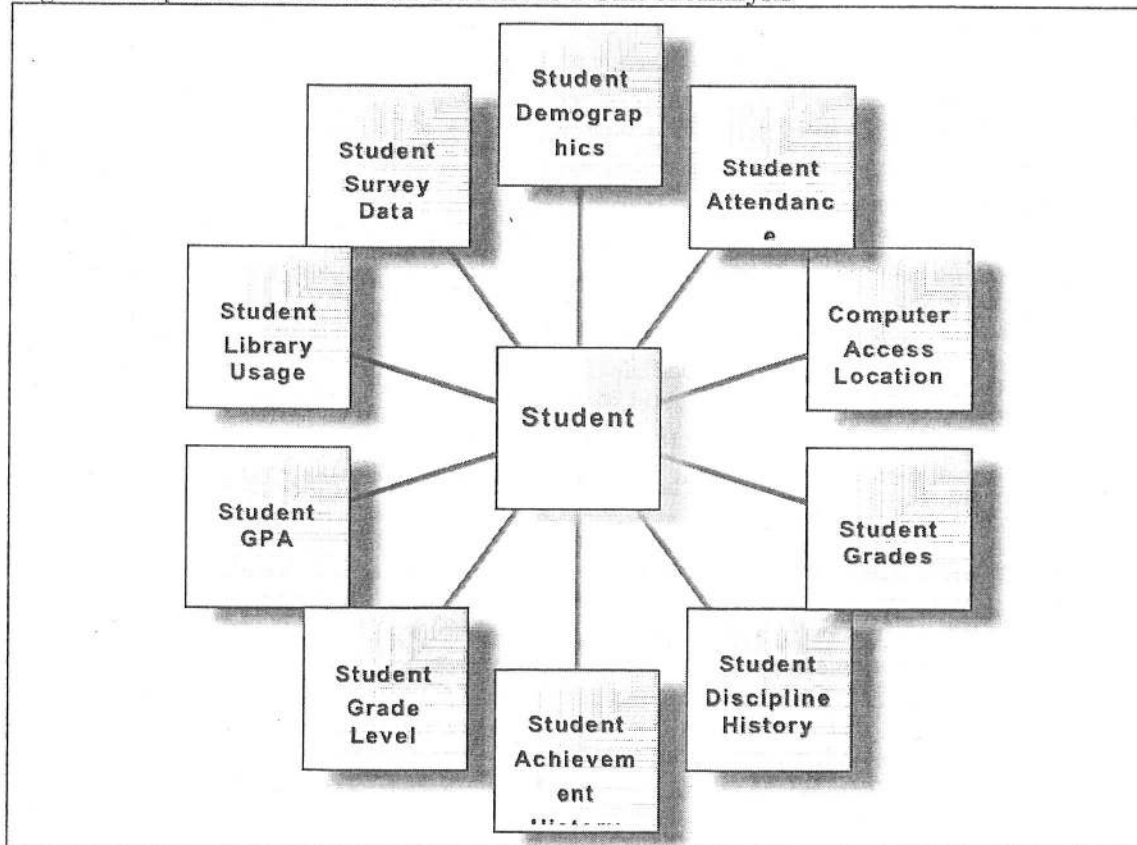 Student
Demograp
hics
Student
Attendanc
e
Computer
Access
Location
Student
Grades
Student
Discipline
History
Student
Achievem
ent
Student
Grade
Level
Student
GPA
Student
Library
Usage
Student
Survey
Data
Student